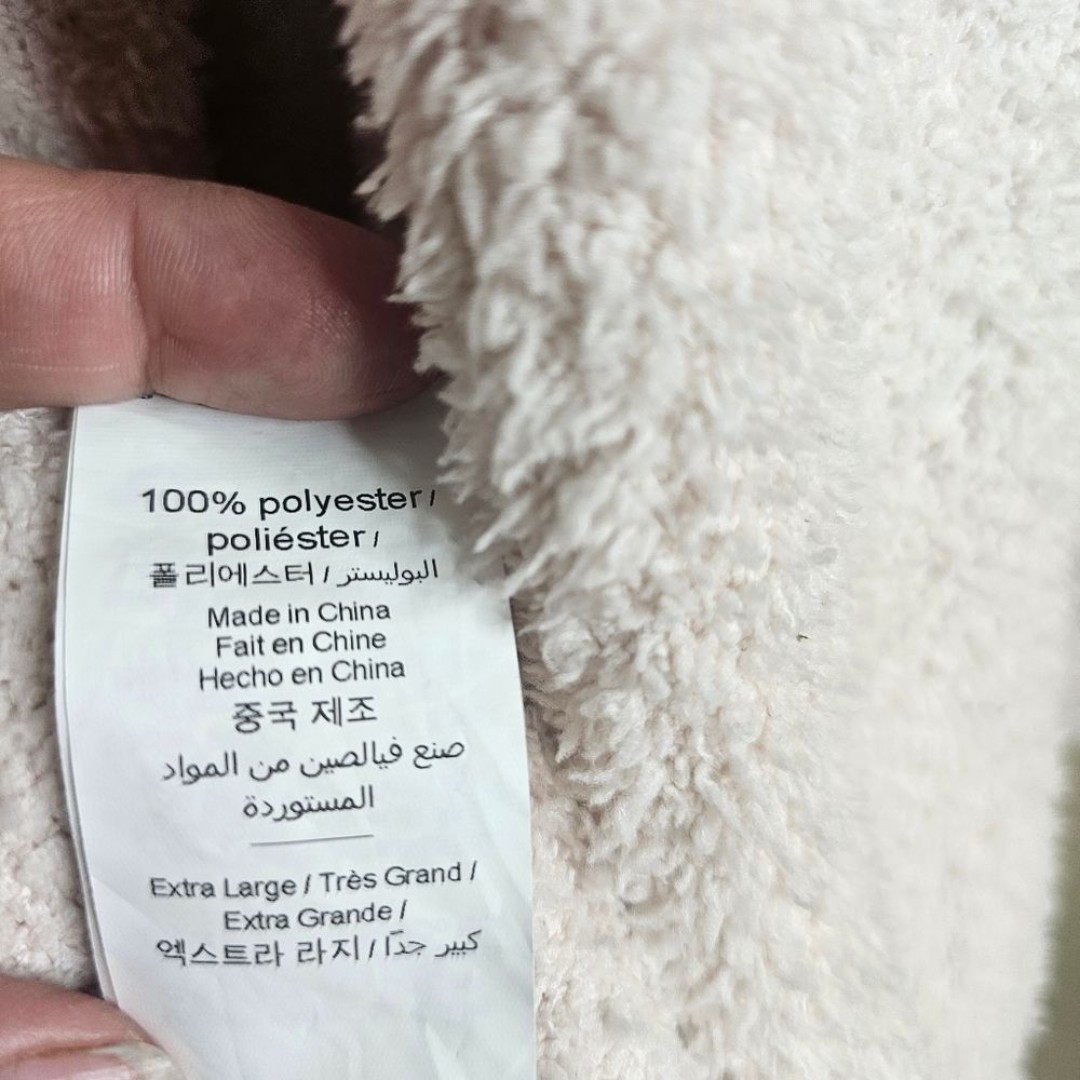 100% polyester /
poliéster /
폴리에스터 / البوليستر
Made in China
Fait en Chine
Hecho en China
중국 제조
صنع فيالصين من المواد
المستوردة
Extra Large / Très Grand /
Extra Grande /
엑스트라 라지 / كبير جدًا